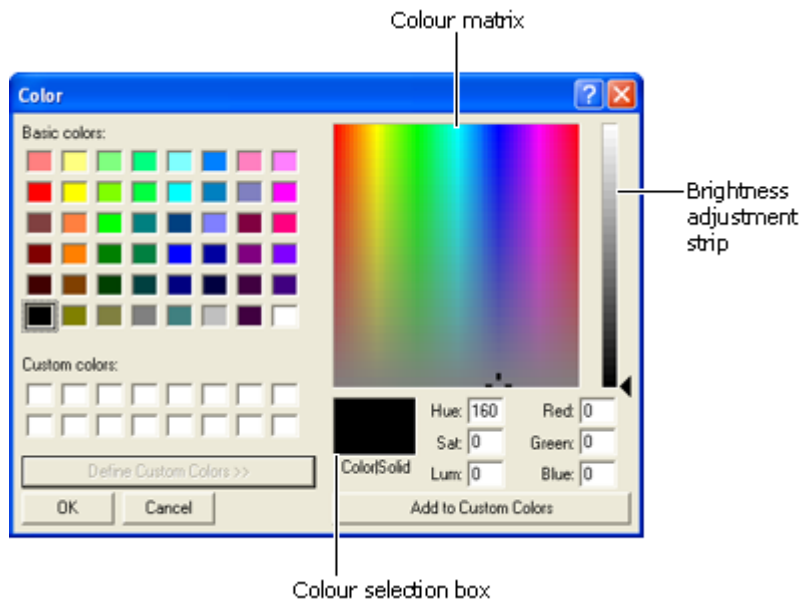 Colour matrix
Color
Basic colors:
Brightness
adjustment
strip
Custom colors:
Hue: 160 Red: 0
Sat: 0 Green: 0
Color|Solid Lum: 0 Blue: 0
Define Custom Colors >>
OK Cancel Add to Custom Colors
Colour selection box